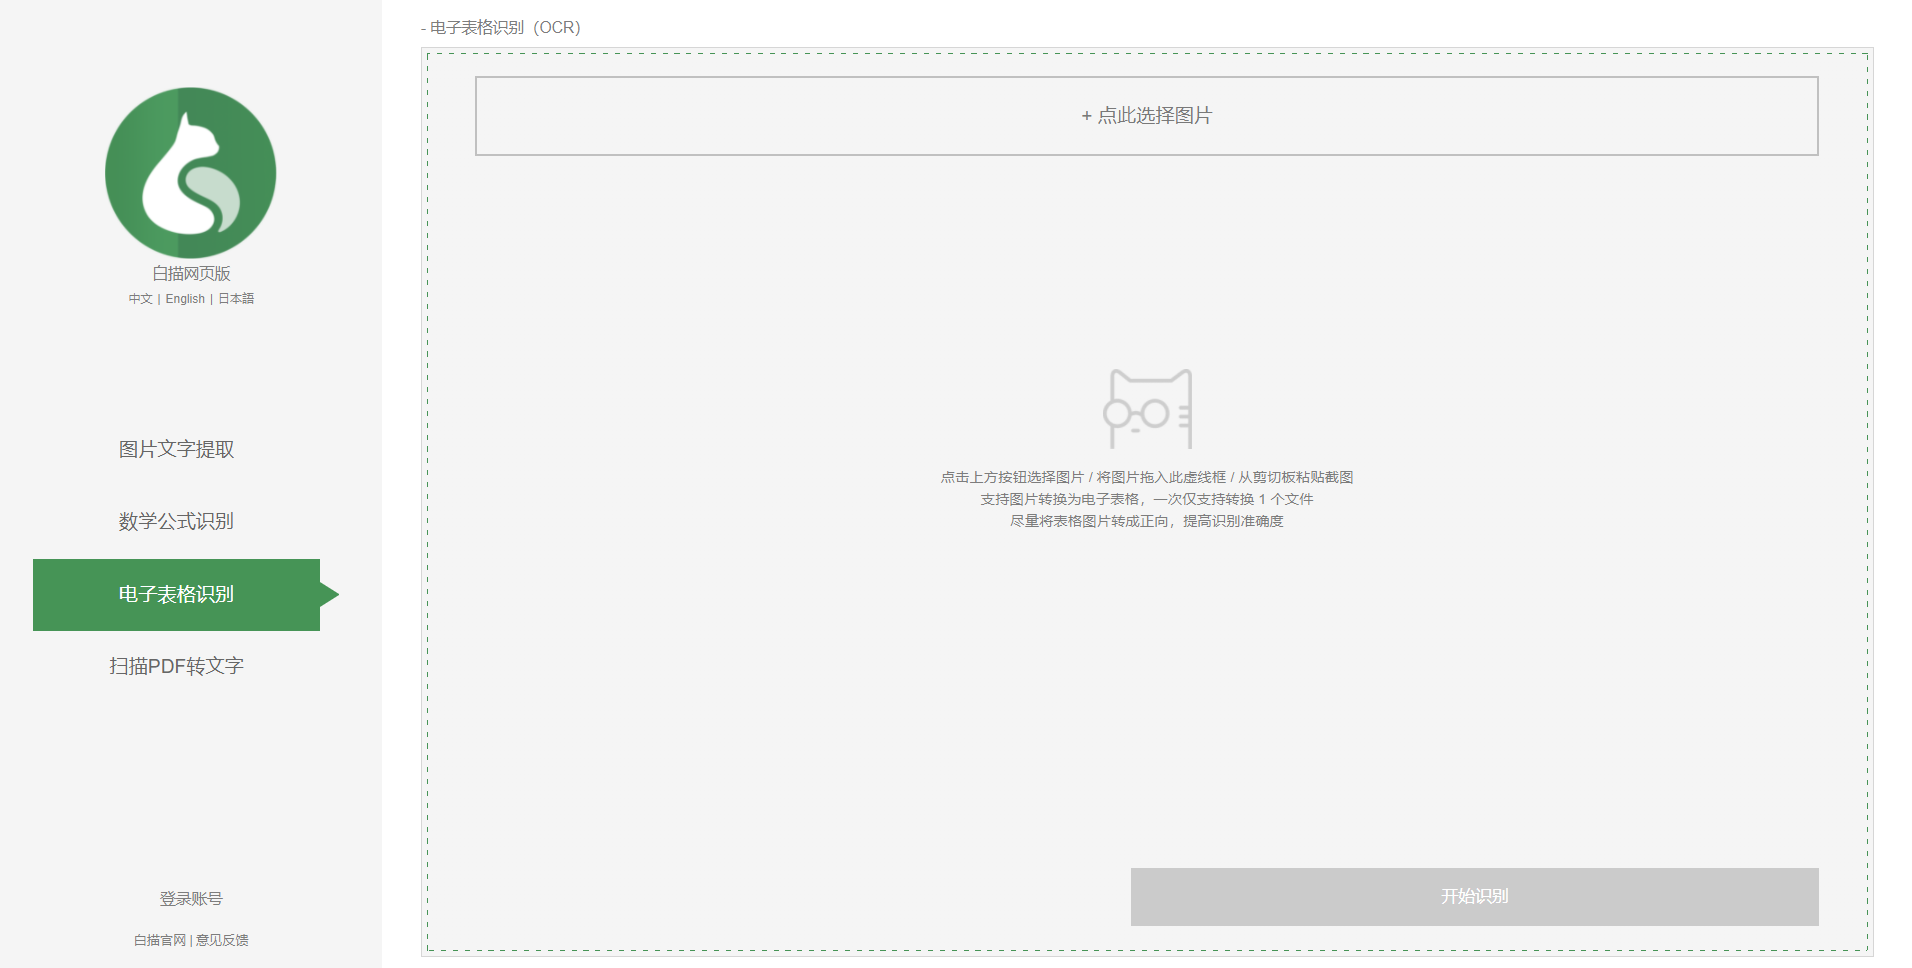 白描网页版
中文 | English | 日本語
图片文字提取
数学公式识别
电子表格识别
扫描PDF转文字
登录账号
白描官网 | 意见反馈
- 电子表格识别（OCR）
+ 点此选择图片
点击上方按钮选择图片 / 将图片拖入此虚线框 / 从剪切板粘贴截图
支持图片转换为电子表格，一次仅支持转换 1 个文件
尽量将表格图片转成正向，提高识别准确度
开始识别